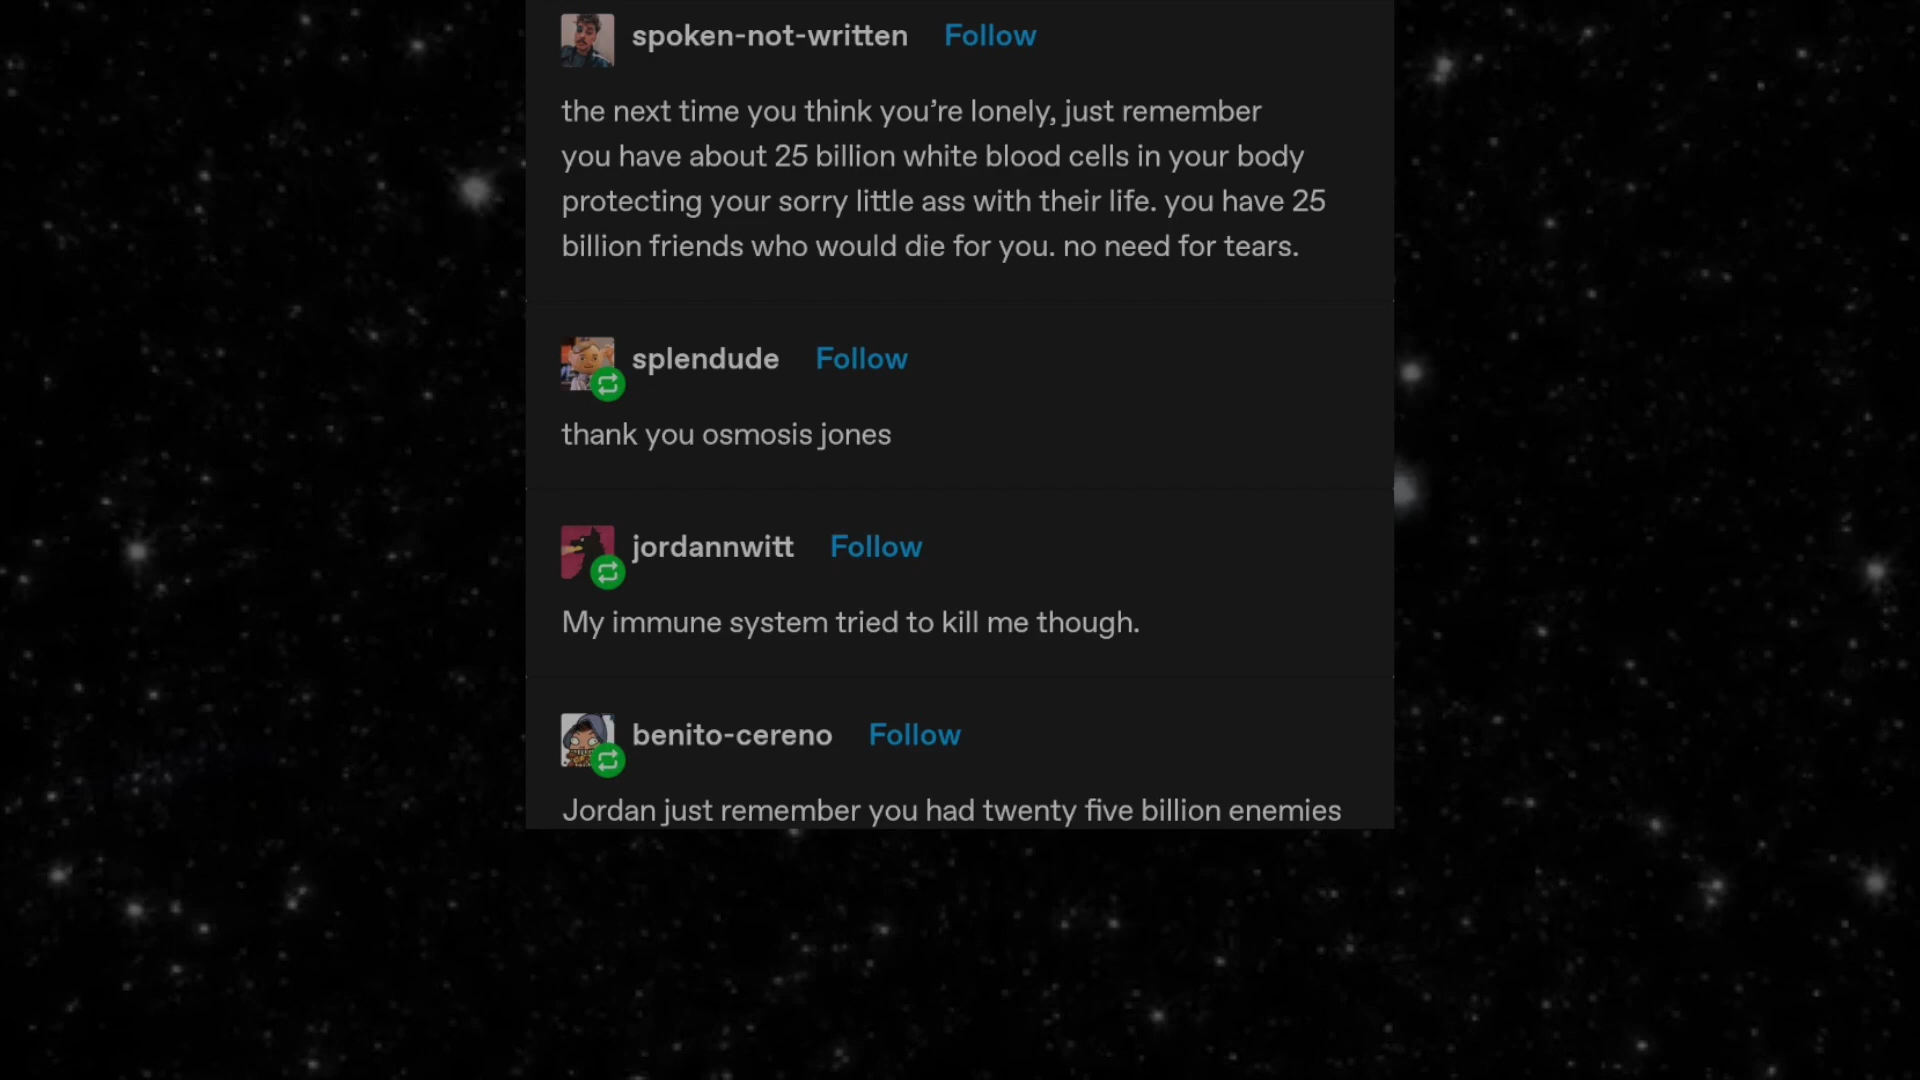 spoken-not-written Follow
the next time you think you’re lonely, just remember
you have about 25 billion white blood cells in your body
protecting your sorry little ass with their life. you have 25
billion friends who would die for you. no need for tears.
splendude Follow
thank you osmosis jones
jordannwitt Follow
My immune system tried to kill me though.
benito-cereno Follow
Jordan just remember you had twenty five billion enemies